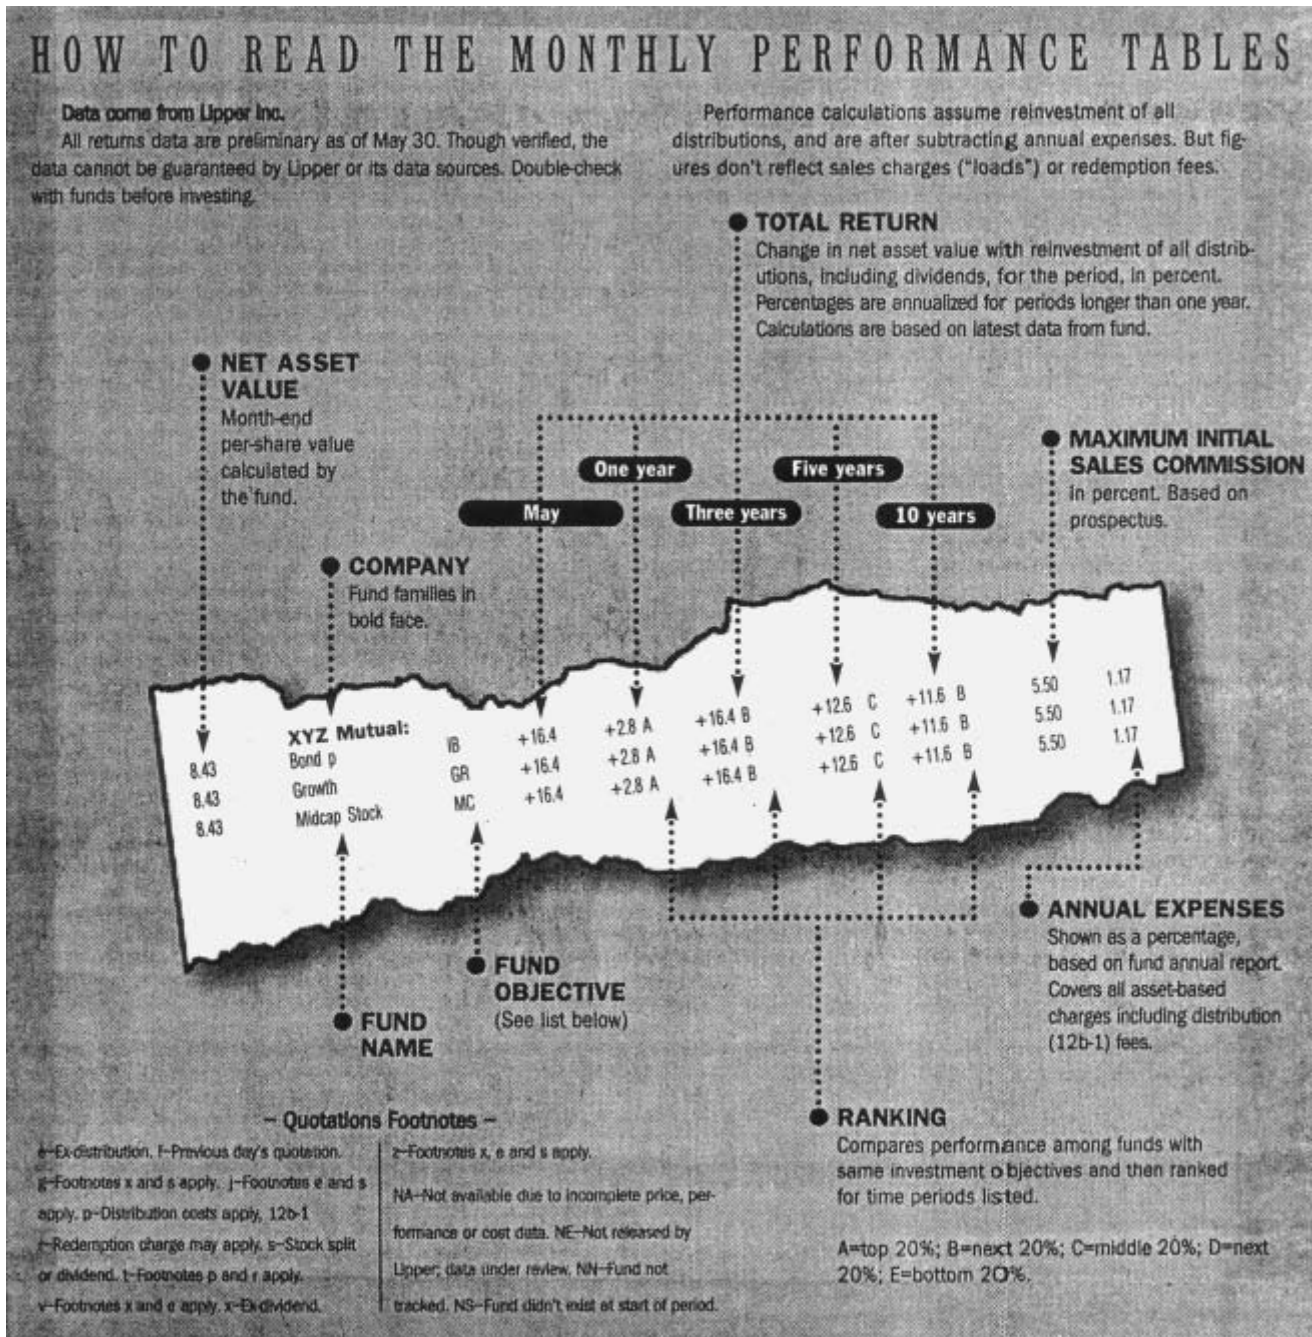 HOW TO READ THE MONTHLY PERFORMANCE TABLES
Data come from Lipper Inc.
All returns data are preliminary as of May 30. Though verified, the
data cannot be guaranteed by Lipper or its data sources. Double-check
with funds before investing.
Performance calculations assume reinvestment of all
distributions, and are after subtracting annual expenses. But fig-
ures don't reflect sales charges ("loads") or redemption fees.
TOTAL RETURN
Change in net asset value with reinvestment of all distrib-
utions, including dividends, for the period, in percent.
Percentages are annualized for periods longer than one year.
Calculations are based on latest data from fund.
NET ASSET
VALUE
Month-end
per-share value
calculated by
the fund.
COMPANY
Fund families in
bold face.
May
One year
Three years
Five years
10 years
MAXIMUM INITIAL
SALES COMMISSION
In percent. Based on
prospectus.
XYZ Mutual:
8.43 Bond p IB +16.4 +2.8 A +16.4 B +12.6 C +11.6 B 5.50 1.17
8.43 Growth GR +16.4 +2.8 A +16.4 B +12.6 C +11.6 B 5.50 1.17
8.43 Midcap Stock MC +16.4 +2.8 A +16.4 B +12.6 C +11.6 B 5.50 1.17
FUND
NAME
FUND
OBJECTIVE
(See list below)
ANNUAL EXPENSES
Shown as a percentage,
based on fund annual report.
Covers all asset-based
charges including distribution
(12b-1) fees.
RANKING
Compares performance among funds with
same investment objectives and then ranked
for time periods listed.
A=top 20%; B=next 20%; C=middle 20%; D=next
20%; E=bottom 20%.
– Quotations Footnotes –
e–Ex-distribution. f–Previous day's quotation.
g–Footnotes x and s apply. j–Footnotes e and s
apply. p–Distribution costs apply, 12b-1
r–Redemption charge may apply. s–Stock split
or dividend. t–Footnotes p and r apply.
v–Footnotes x and e apply. x–Ex-dividend.
z–Footnotes x, e and s apply.
NA–Not available due to incomplete price, per-
formance or cost data. NE–Not released by
Lipper; data under review. NN–Fund not
tracked. NS–Fund didn't exist at start of period.